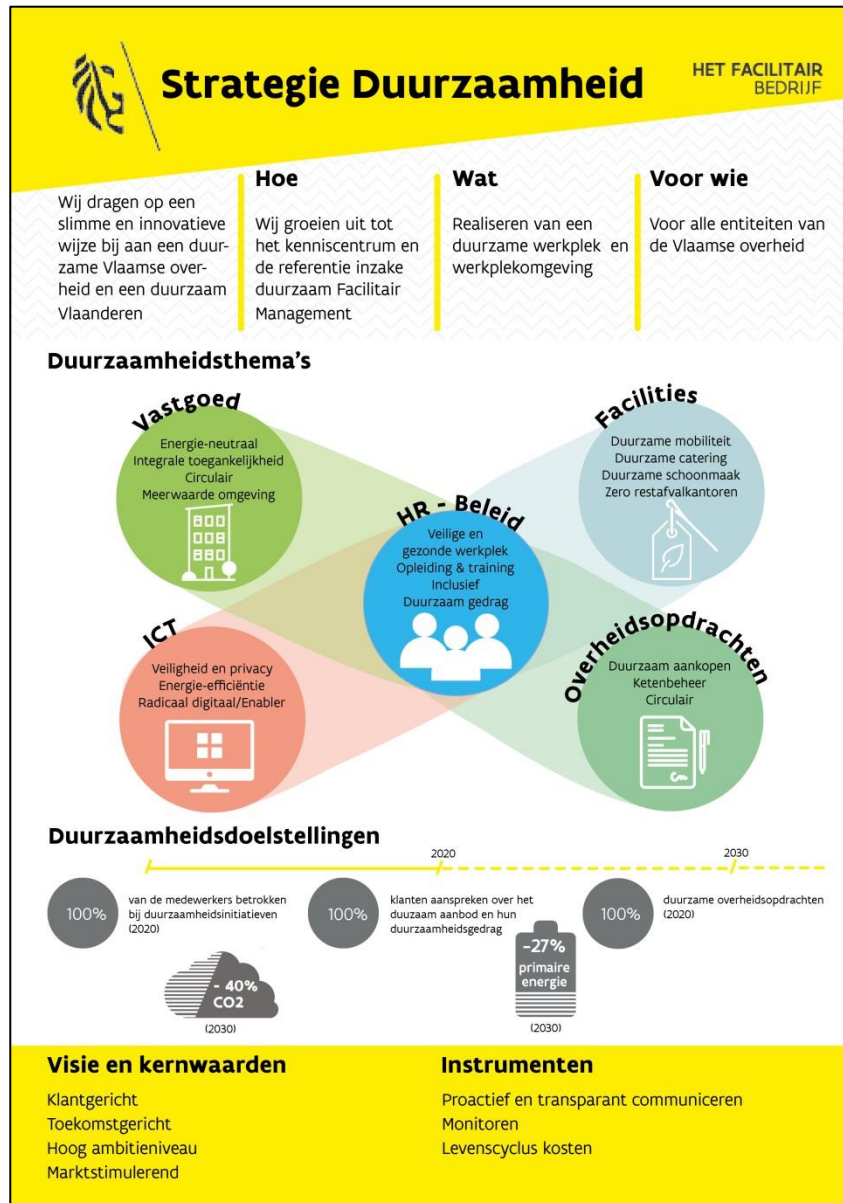 Strategie Duurzaamheid
HET FACILITAIR
BEDRIJF
Wij dragen op een
slimme en innovatieve
wijze bij aan een duur-
zame Vlaamse over-
heid en een duurzaam
Vlaanderen
Hoe
Wij groeien uit tot
het kenniscentrum en
de referentie inzake
duurzaam Facilitair
Management
Wat
Realiseren van een
duurzame werkplek en
werkplekomgeving
Voor wie
Voor alle entiteiten van
de Vlaamse overheid
Duurzaamheidsthema's
Vastgoed
Energie-neutraal
Integrale toegankelijkheid
Circulair
Meerwaarde omgeving
Facilities
Duurzame mobiliteit
Duurzame catering
Duurzame schoonmaak
Zero restafvalkantoren
HR - Beleid
Veilige en
gezonde werkplek
Opleiding & training
Inclusief
Duurzaam gedrag
ICT
Veiligheid en privacy
Energie-efficiëntie
Radicaal digitaal/Enabler
Overheidsopdrachten
Duurzaam aankopen
Ketenbeheer
Circulair
Duurzaamheidsdoelstellingen
2020
2030
100%
van de medewerkers betrokken
bij duurzaamheidsinitiatieven
(2020)
100%
klanten aanspreken over het
duuzaam aanbod en hun
duurzaamheidsgedrag
100%
duurzame overheidsopdrachten
(2020)
- 40%
CO2
(2030)
-27%
primaire
energie
(2030)
Visie en kernwaarden
Klantgericht
Toekomstgericht
Hoog ambitieniveau
Marktstimulerend
Instrumenten
Proactief en transparant communiceren
Monitoren
Levenscyclus kosten